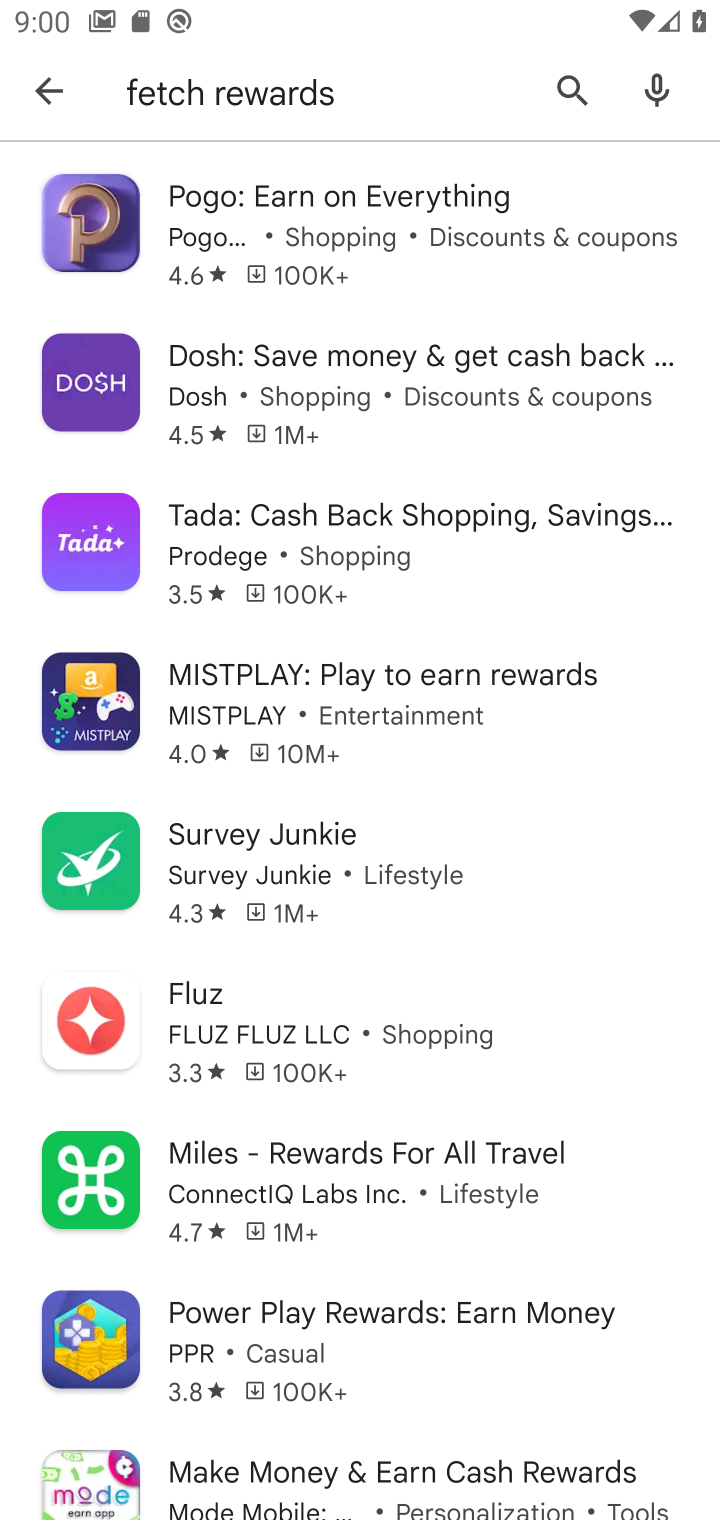 9:00
fetch rewards
Pogo: Earn on Everything
Pogo... • Shopping • Discounts & coupons
4.6★ 100K+
DO$H
Dosh: Save money & get cash back ...
Dosh • Shopping • Discounts & coupons
4.5★ 1M+
Tada
Tada: Cash Back Shopping, Savings...
Prodege • Shopping
3.5★ 100K+
a
MISTPLAY
MISTPLAY: Play to earn rewards
MISTPLAY • Entertainment
4.0★ 10M+
Survey Junkie
Survey Junkie • Lifestyle
4.3★ 1M+
Fluz
FLUZ FLUZ LLC • Shopping
3.3★ 100K+
Miles - Rewards For All Travel
ConnectIQ Labs Inc. • Lifestyle
4.7★ 1M+
Power Play Rewards: Earn Money
PPR • Casual
3.8★ 100K+
mode
earn app
Make Money & Earn Cash Rewards
Mode Mobile: ... • Personalization • Tools